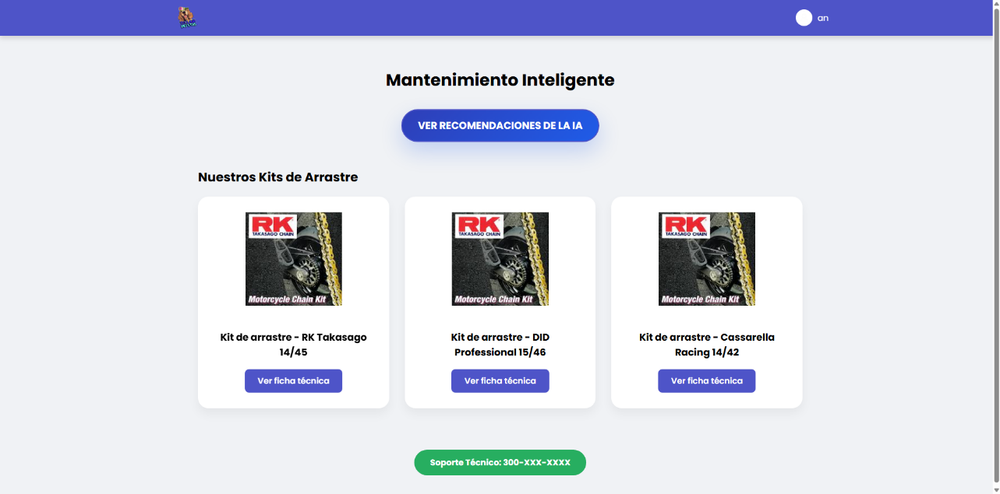 an
Mantenimiento Inteligente
VER RECOMENDACIONES DE LA IA
Nuestros Kits de Arrastre
RK
TAKASAGO CHAIN
Motorcycle Chain Kit
Kit de arrastre - RK Takasago
14/45
Ver ficha técnica
RK
TAKASAGO CHAIN
Motorcycle Chain Kit
Kit de arrastre - DID
Professional 15/46
Ver ficha técnica
RK
TAKASAGO CHAIN
Motorcycle Chain Kit
Kit de arrastre - Cassarella
Racing 14/42
Ver ficha técnica
Soporte Técnico: 300-XXX-XXXX